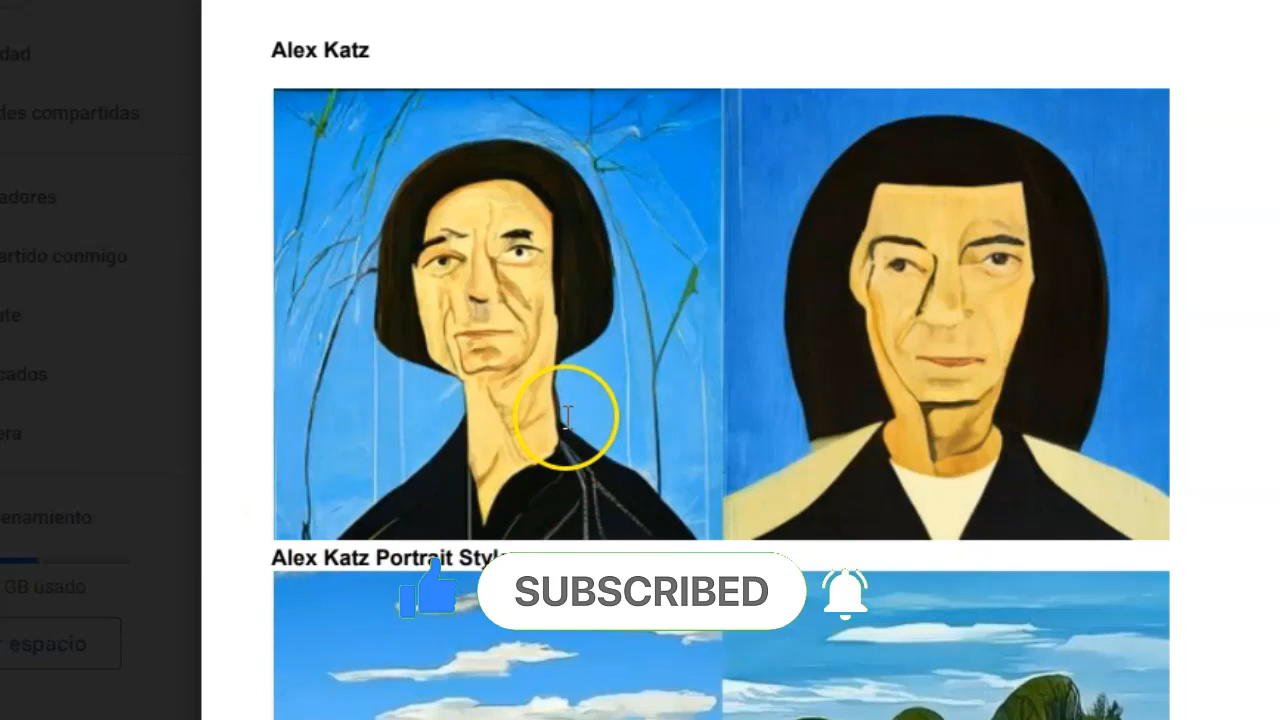 Alex Katz
dad
des compartidas
adores
artido conmigo
ate
cados
era
enamiento
GB usado
espacio
Alex Katz Portrait Style
SUBSCRIBED